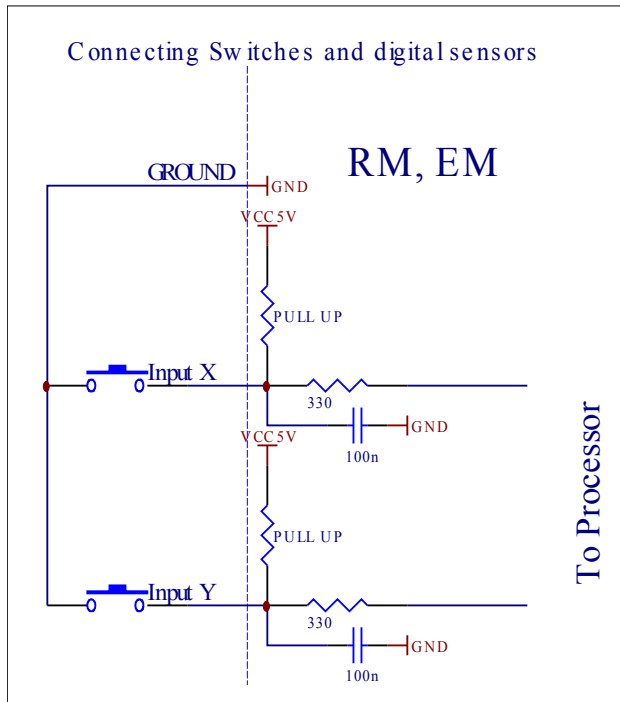 Connecting Switches and digital sensors
RM, EM
GROUND
GND
VCC5V
PULL UP
Input X
330
GND
100n
VCC5V
PULL UP
Input Y
330
GND
100n
To Processor